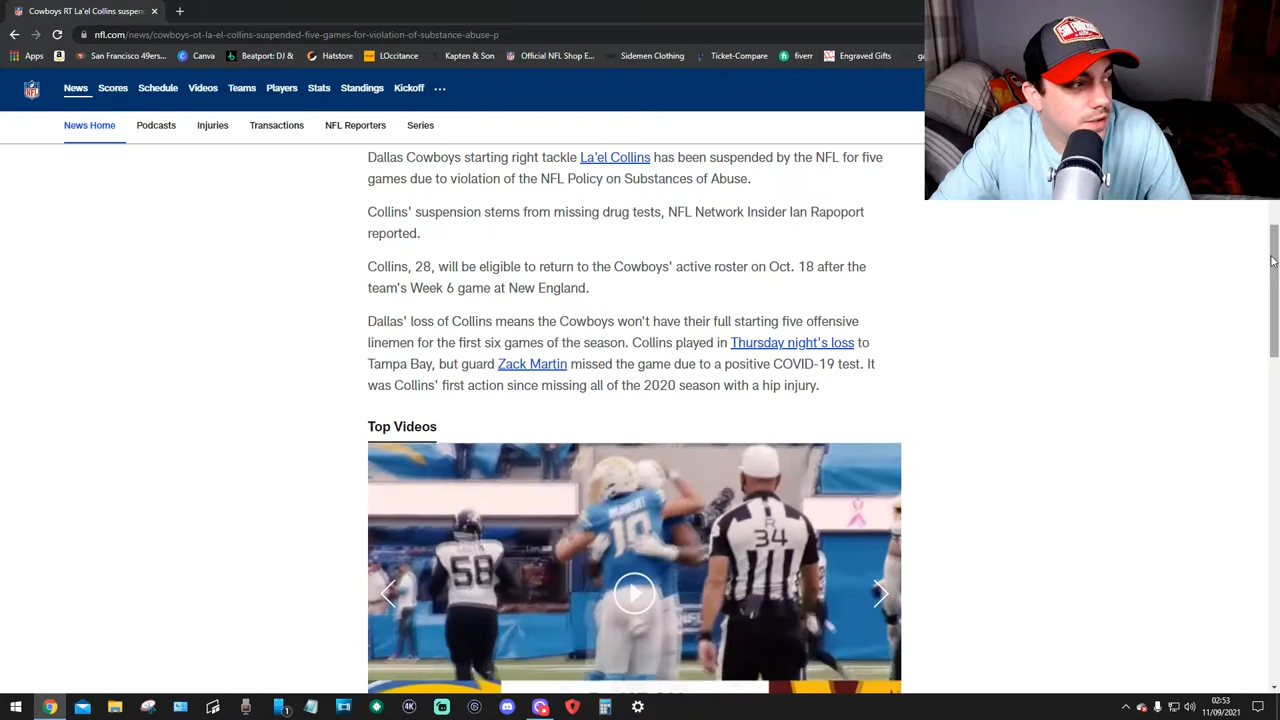 Cowboys RT La'el Collins suspen
nfl.com/news/cowboys-ot-la-el-collins-suspended-five-games-for-violation-of-substance-abuse-p
Apps San Francisco 49ers... Canva Beatport DJ & Hatstore LOccitane Kapten & Son Official NFL Shop E... Sidemen Clothing Ticket-Compare fiverr Engraved Gifts
NFL News Scores Schedule Videos Teams Players Stats Standings Kickoff ...
News Home Podcasts Injuries Transactions NFL Reporters Series
Dallas Cowboys starting right tackle La'el Collins has been suspended by the NFL for five
games due to violation of the NFL Policy on Substances of Abuse.
Collins' suspension stems from missing drug tests, NFL Network Insider Ian Rapoport
reported.
Collins, 28, will be eligible to return to the Cowboys' active roster on Oct. 18 after the
team's Week 6 game at New England.
Dallas' loss of Collins means the Cowboys won't have their full starting five offensive
linemen for the first six games of the season. Collins played in Thursday night's loss to
Tampa Bay, but guard Zack Martin missed the game due to a positive COVID-19 test. It
was Collins' first action since missing all of the 2020 season with a hip injury.
Top Videos
58
R
34
4K
02:53
11/09/2021